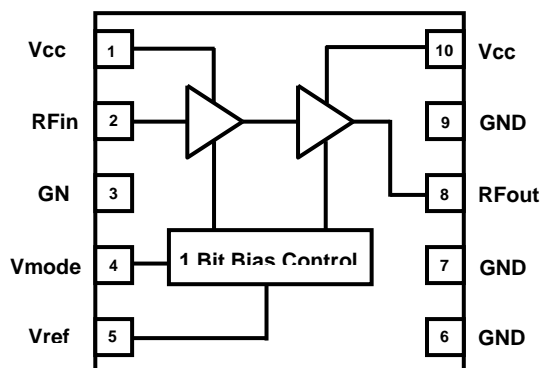 Vcc 1 10 Vcc
RFin 2 9 GND
GN 3 8 RFout
Vmode 4 1 Bit Bias Control 7 GND
Vref 5 6 GND